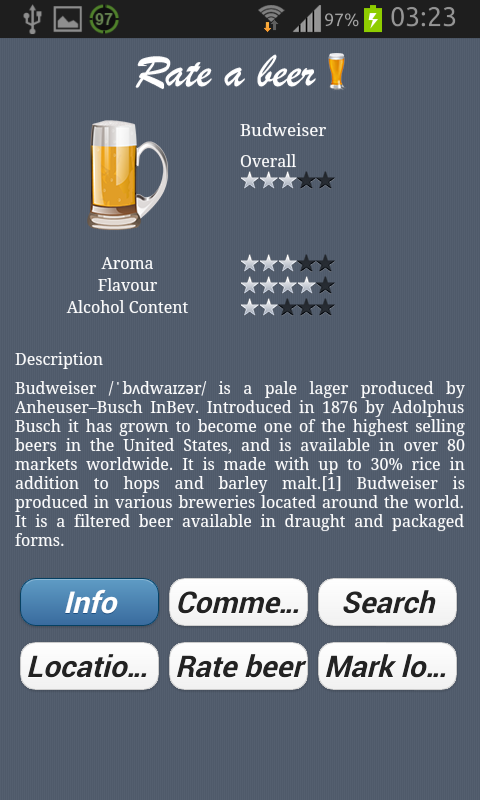 97
97%
03:23
Rate a beer
Budweiser
Overall
Aroma
Flavour
Alcohol Content
Description
Budweiser /ˈbʌdwaɪzər/ is a pale lager produced by
Anheuser–Busch InBev. Introduced in 1876 by Adolphus
Busch it has grown to become one of the highest selling
beers in the United States, and is available in over 80
markets worldwide. It is made with up to 30% rice in
addition to hops and barley malt.[1] Budweiser is
produced in various breweries located around the world.
It is a filtered beer available in draught and packaged
forms.
Info
Comme...
Search
Locatio...
Rate beer
Mark lo...